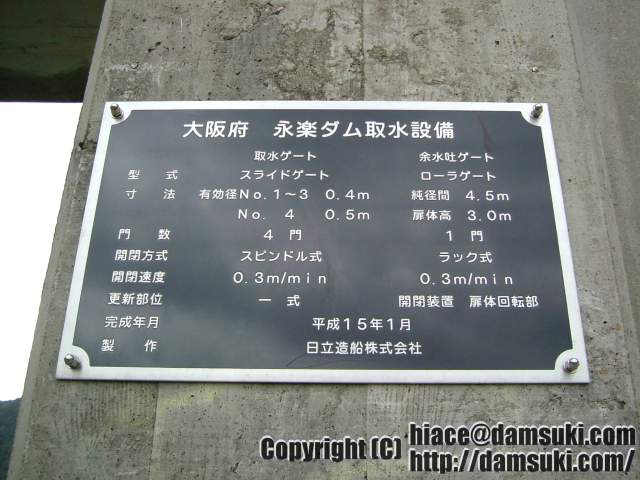 大阪府　永楽ダム取水設備
取水ゲート　余水吐ゲート
型　式　スライドゲート　ローラゲート
寸　法　有効径No.1～3　0.4m　純径間　4.5m
No.　4　0.5m　扉体高　3.0m
門　数　4　門　1　門
開閉方式　スピンドル式　ラック式
開閉速度　0.3m/min　0.3m/min
更新部位　一　式　開閉装置　扉体回転部
完成年月　平成15年1月
製　作　日立造船株式会社
Copyright (C) hiace@damsuki.com
http://damsuki.com/